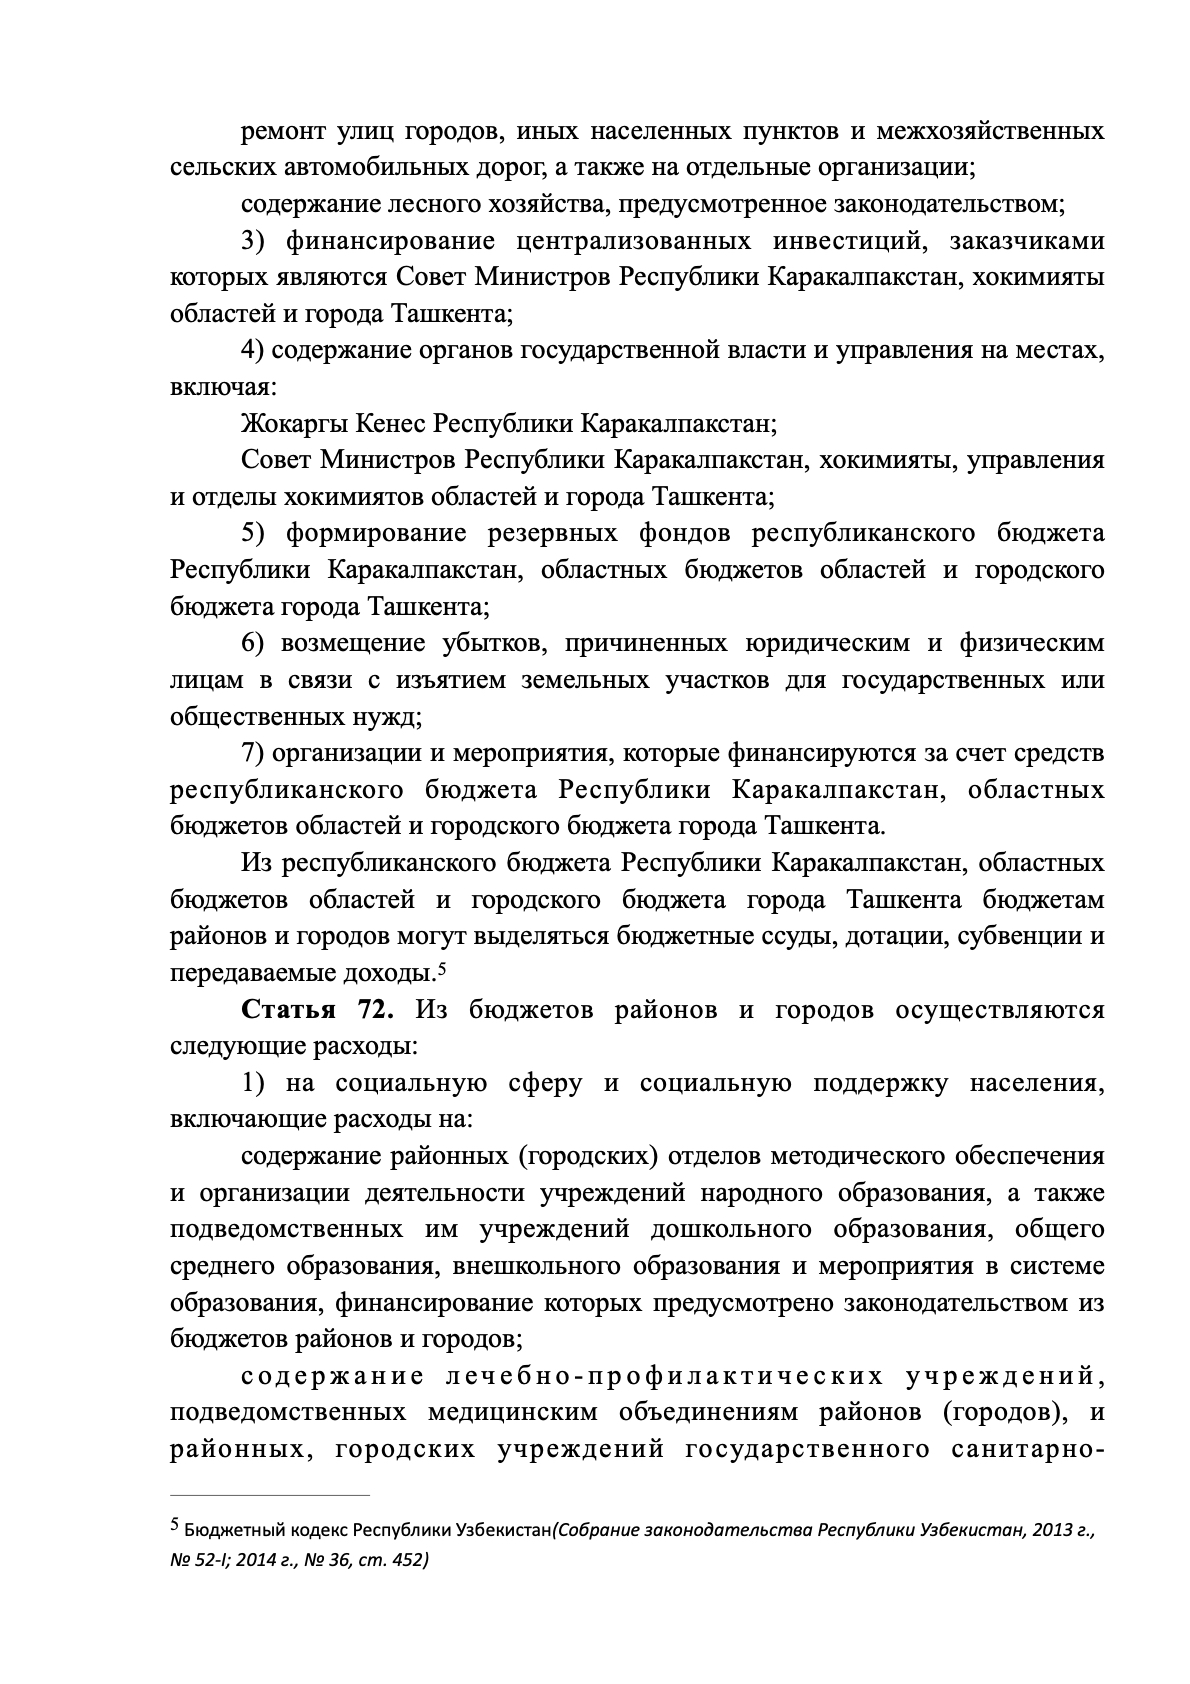 ремонт улиц городов, иных населенных пунктов и межхозяйственных
сельских автомобильных дорог, а также на отдельные организации;
содержание лесного хозяйства, предусмотренное законодательством;
3) финансирование централизованных инвестиций, заказчиками
которых являются Совет Министров Республики Каракалпакстан, хокимияты
областей и города Ташкента;
4) содержание органов государственной власти и управления на местах,
включая:
Жокаргы Кенес Республики Каракалпакстан;
Совет Министров Республики Каракалпакстан, хокимияты, управления
и отделы хокимиятов областей и города Ташкента;
5) формирование резервных фондов республиканского бюджета
Республики Каракалпакстан, областных бюджетов областей и городского
бюджета города Ташкента;
6) возмещение убытков, причиненных юридическим и физическим
лицам в связи с изъятием земельных участков для государственных или
общественных нужд;
7) организации и мероприятия, которые финансируются за счет средств
республиканского бюджета Республики Каракалпакстан, областных
бюджетов областей и городского бюджета города Ташкента.
Из республиканского бюджета Республики Каракалпакстан, областных
бюджетов областей и городского бюджета города Ташкента бюджетам
районов и городов могут выделяться бюджетные ссуды, дотации, субвенции и
передаваемые доходы.5
Статья 72. Из бюджетов районов и городов осуществляются
следующие расходы:
1) на социальную сферу и социальную поддержку населения,
включающие расходы на:
содержание районных (городских) отделов методического обеспечения
и организации деятельности учреждений народного образования, а также
подведомственных им учреждений дошкольного образования, общего
среднего образования, внешкольного образования и мероприятия в системе
образования, финансирование которых предусмотрено законодательством из
бюджетов районов и городов;
содержание лечебно-профилактических учреждений,
подведомственных медицинским объединениям районов (городов), и
районных, городских учреждений государственного санитарно-
5 Бюджетный кодекс Республики Узбекистан(Собрание законодательства Республики Узбекистан, 2013 г.,
№ 52-I; 2014 г., № 36, ст. 452)